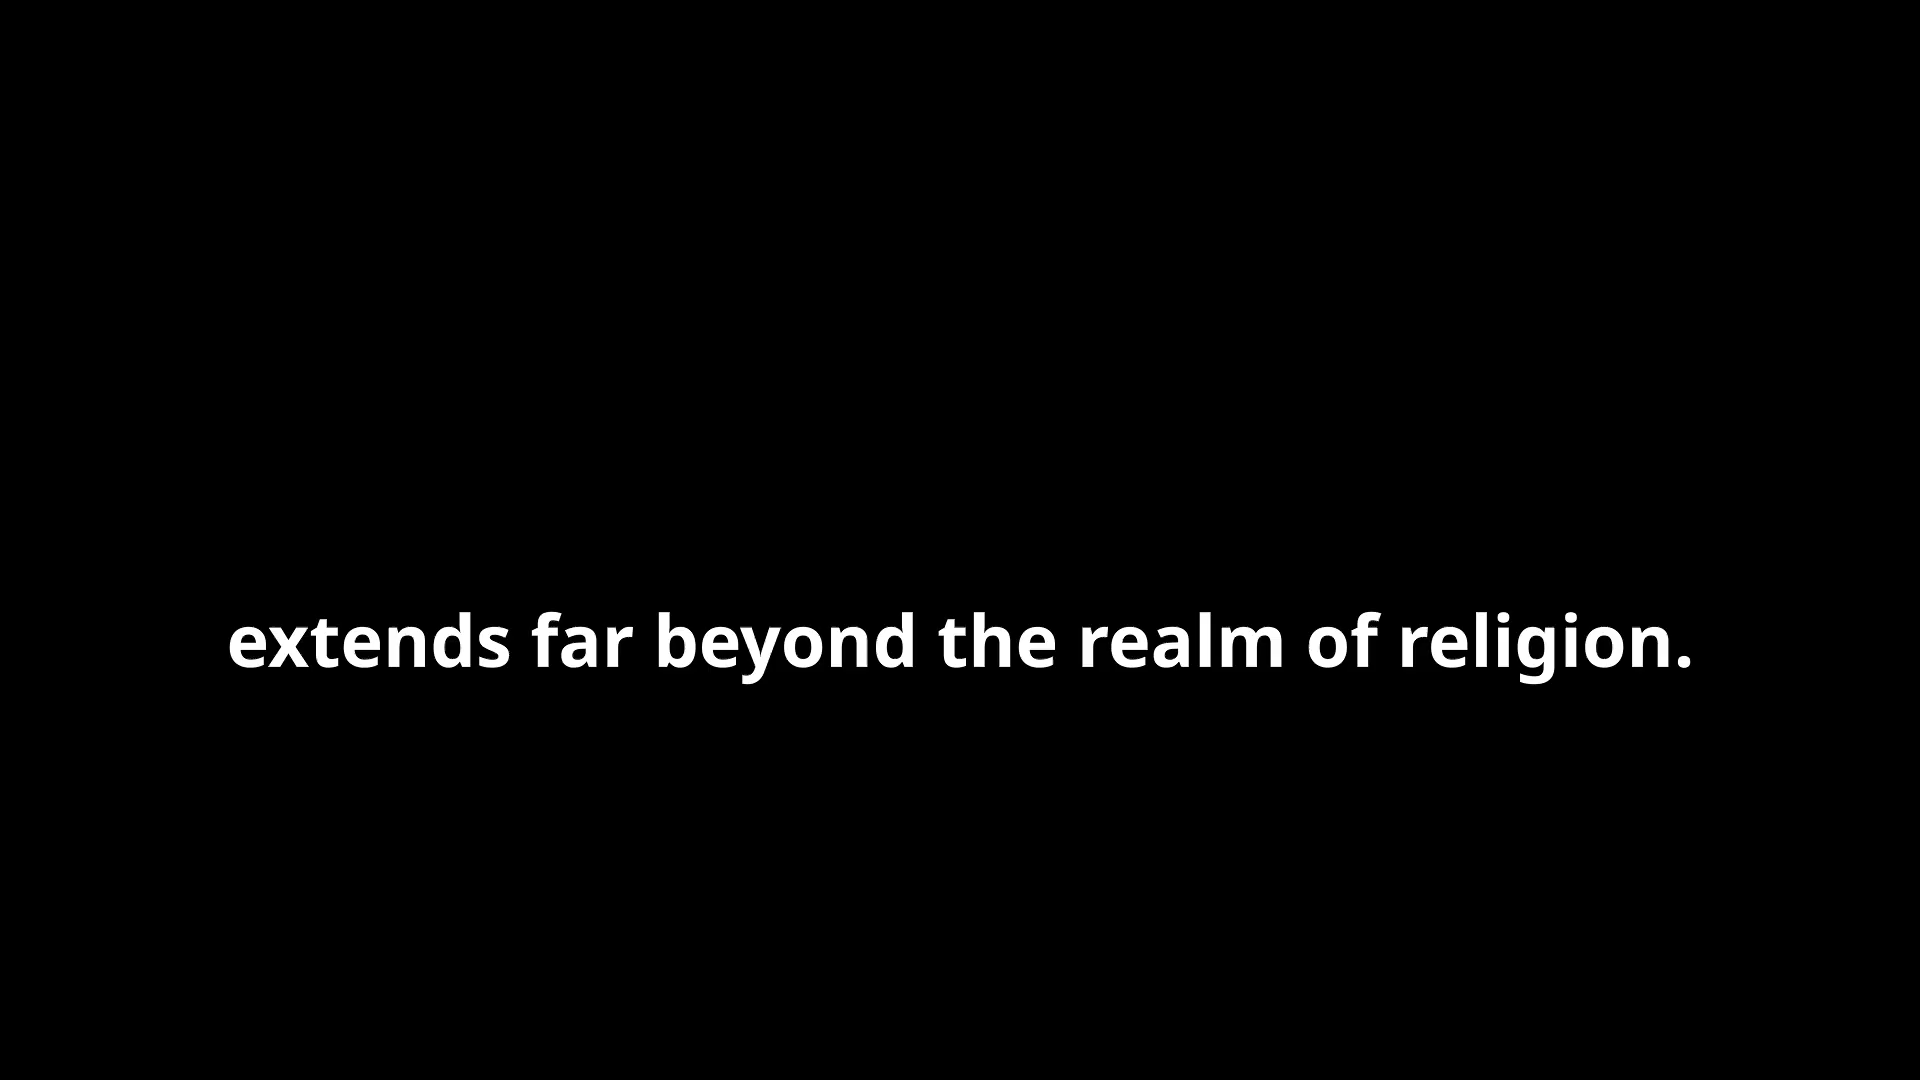 extends far beyond the realm of religion.